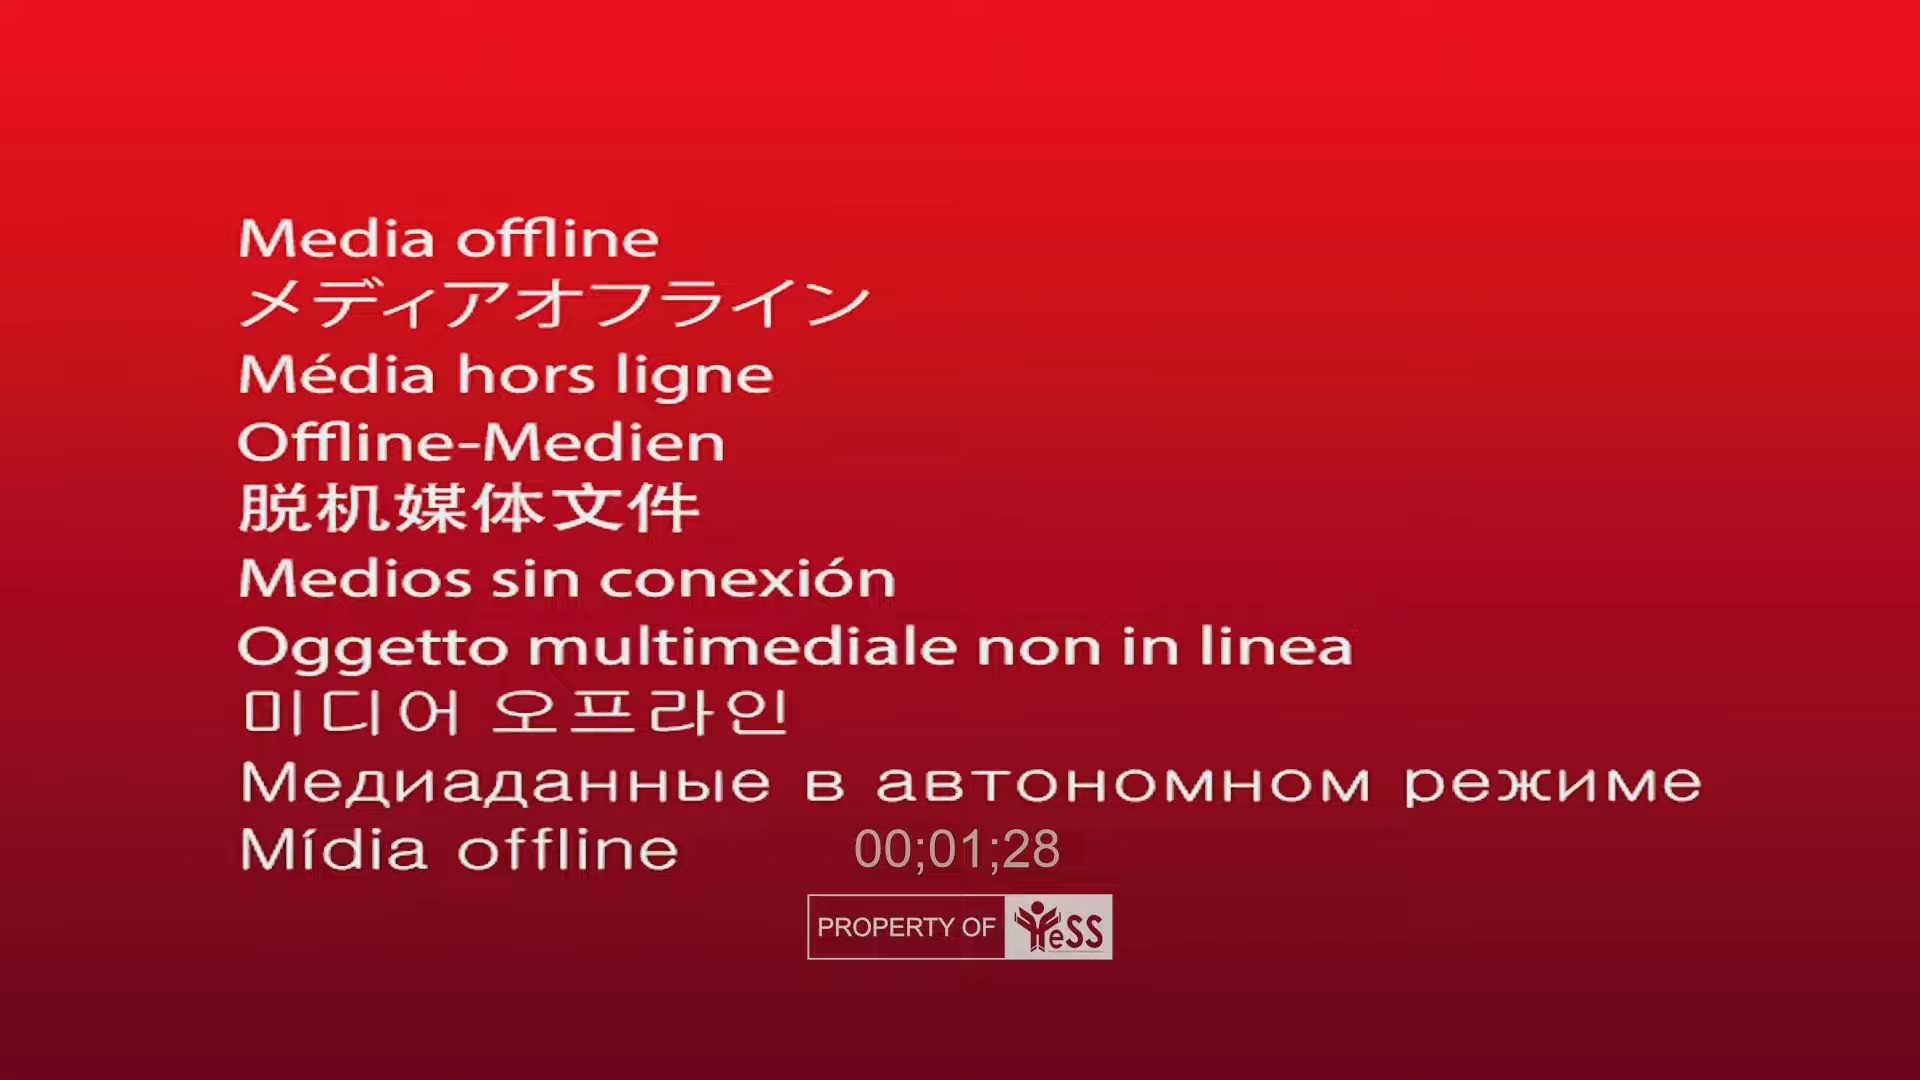 Media offline
メディアオフライン
Média hors ligne
Offline-Medien
脱机媒体文件
Medios sin conexión
Oggetto multimediale non in linea
미디어 오프라인
Медиаданные в автономном режиме
Mídia offline
00;01;28
PROPERTY OF YeSS